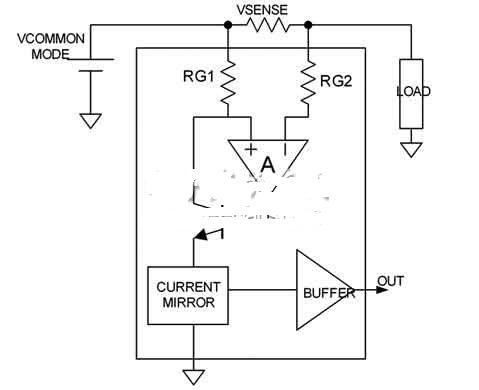 VSENSE
VCOMMON
MODE
RG1
RG2
LOAD
+
A
CURRENT
MIRROR
BUFFER
OUT